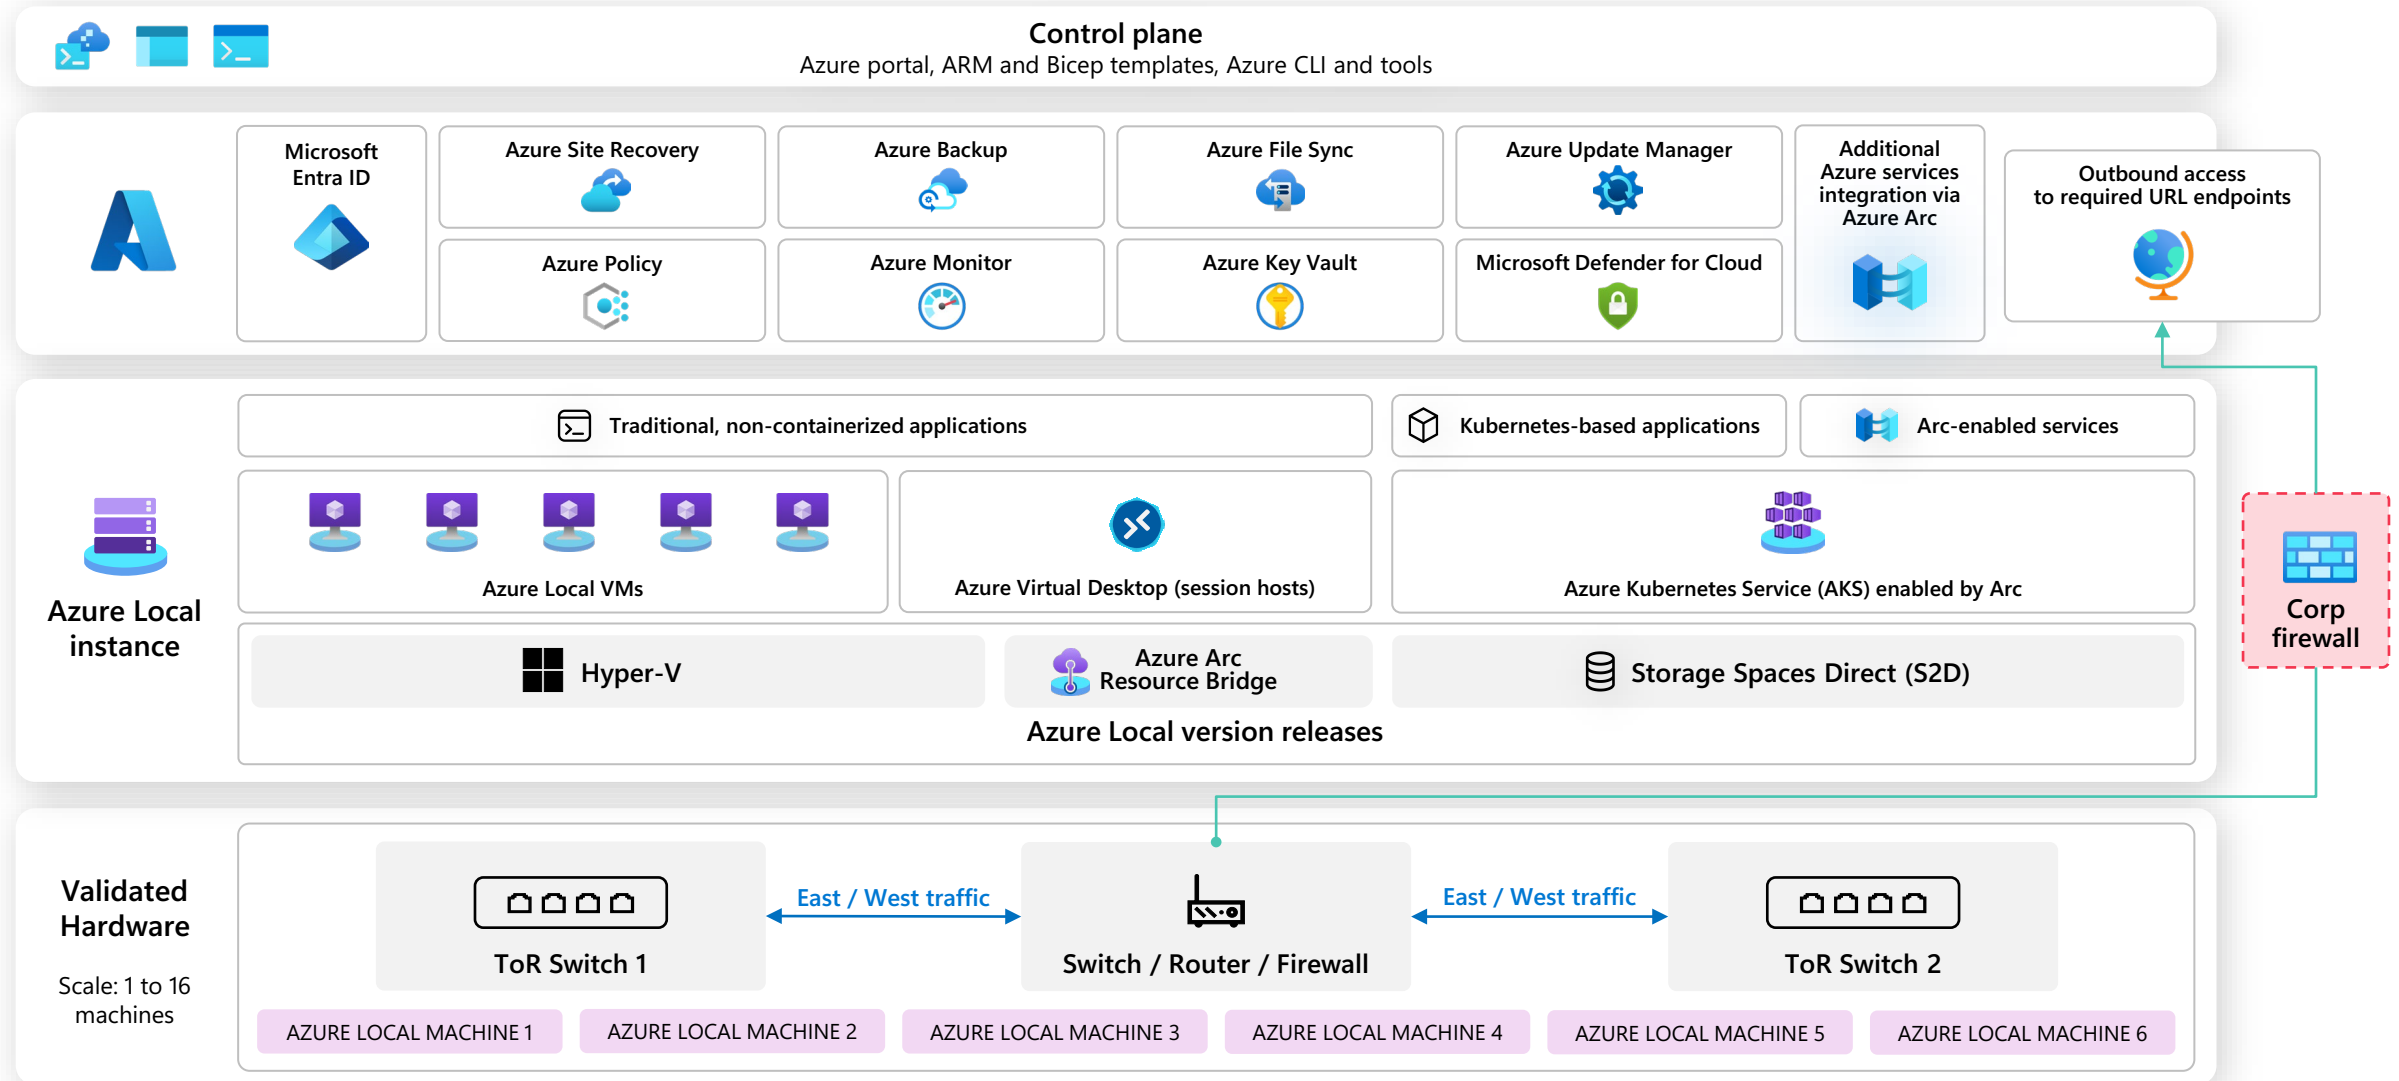 Control plane
Azure portal, ARM and Bicep templates, Azure CLI and tools
Microsoft
Entra ID
Azure Site Recovery
Azure Backup
Azure File Sync
Azure Update Manager
Azure Policy
Azure Monitor
Azure Key Vault
Microsoft Defender for Cloud
Additional
Azure services
integration via
Azure Arc
Outbound access
to required URL endpoints
Azure Local
instance
Traditional, non-containerized applications
Kubernetes-based applications
Arc-enabled services
Azure Local VMs
Azure Virtual Desktop (session hosts)
Azure Kubernetes Service (AKS) enabled by Arc
Hyper-V
Azure Arc
Resource Bridge
Storage Spaces Direct (S2D)
Azure Local version releases
Corp
firewall
Validated
Hardware
Scale: 1 to 16
machines
ToR Switch 1
East / West traffic
Switch / Router / Firewall
East / West traffic
ToR Switch 2
AZURE LOCAL MACHINE 1
AZURE LOCAL MACHINE 2
AZURE LOCAL MACHINE 3
AZURE LOCAL MACHINE 4
AZURE LOCAL MACHINE 5
AZURE LOCAL MACHINE 6